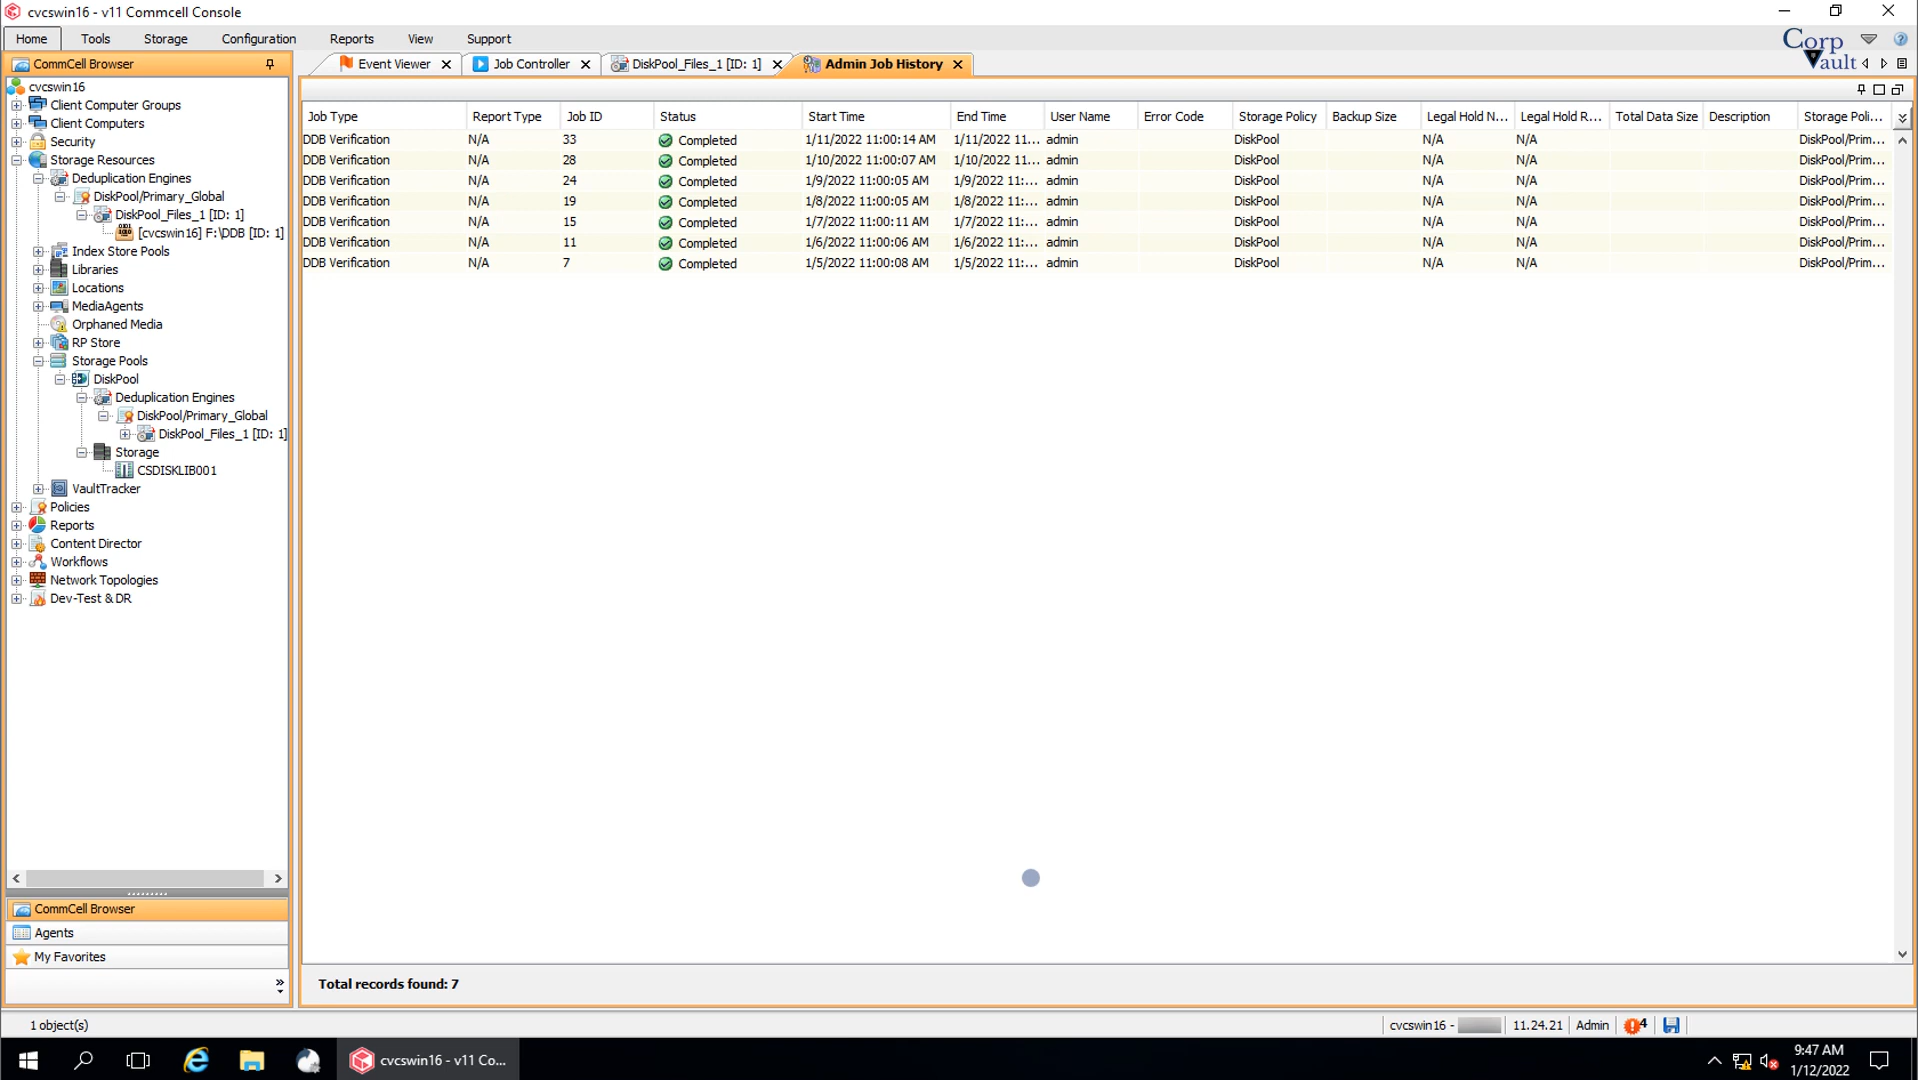 cvcswin16 - v11 Commcell Console
Home Tools Storage Configuration Reports View Support
Corp Vault
CommCell Browser
Event Viewer Job Controller DiskPool_Files_1 [ID: 1] Admin Job History
cvcswin16
Client Computer Groups
Client Computers
Security
Storage Resources
Deduplication Engines
DiskPool/Primary_Global
DiskPool_Files_1 [ID: 1]
[cvcswin16] F:\DDB [ID: 1]
Index Store Pools
Libraries
Locations
MediaAgents
Orphaned Media
RP Store
Storage Pools
DiskPool
Deduplication Engines
DiskPool/Primary_Global
DiskPool_Files_1 [ID: 1]
Storage
CSDISKLIB001
VaultTracker
Policies
Reports
Content Director
Workflows
Network Topologies
Dev-Test & DR
CommCell Browser
Agents
My Favorites
Job Type Report Type Job ID Status Start Time End Time User Name Error Code Storage Policy Backup Size Legal Hold N... Legal Hold R... Total Data Size Description Storage Poli...
DDB Verification N/A 33 Completed 1/11/2022 11:00:14 AM 1/11/2022 11... admin DiskPool N/A N/A DiskPool/Prim...
DDB Verification N/A 28 Completed 1/10/2022 11:00:07 AM 1/10/2022 11... admin DiskPool N/A N/A DiskPool/Prim...
DDB Verification N/A 24 Completed 1/9/2022 11:00:05 AM 1/9/2022 11:... admin DiskPool N/A N/A DiskPool/Prim...
DDB Verification N/A 19 Completed 1/8/2022 11:00:05 AM 1/8/2022 11:... admin DiskPool N/A N/A DiskPool/Prim...
DDB Verification N/A 15 Completed 1/7/2022 11:00:11 AM 1/7/2022 11:... admin DiskPool N/A N/A DiskPool/Prim...
DDB Verification N/A 11 Completed 1/6/2022 11:00:06 AM 1/6/2022 11:... admin DiskPool N/A N/A DiskPool/Prim...
DDB Verification N/A 7 Completed 1/5/2022 11:00:08 AM 1/5/2022 11:... admin DiskPool N/A N/A DiskPool/Prim...
Total records found: 7
1 object(s) cvcswin16 - 11.24.21 Admin 4
cvcswin16 - v11 Co...
9:47 AM
1/12/2022